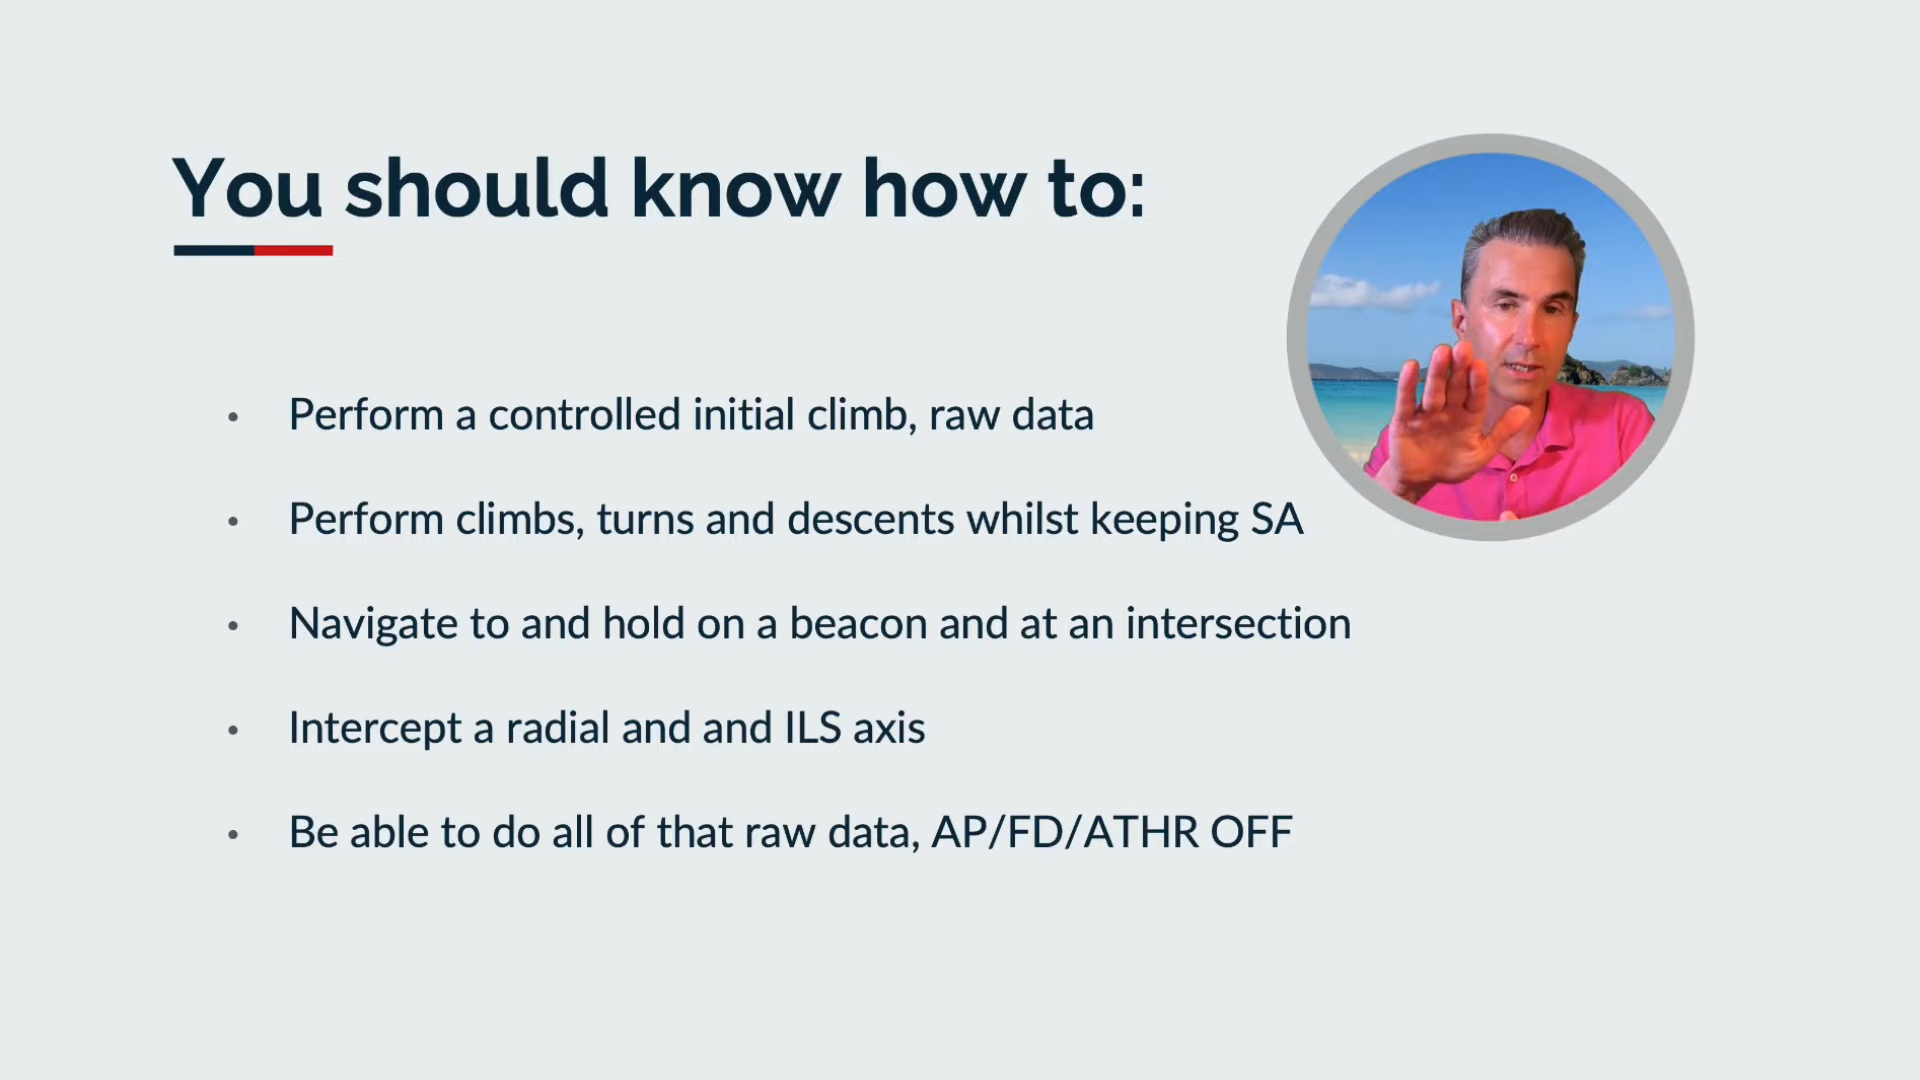 You should know how to:
• Perform a controlled initial climb, raw data
• Perform climbs, turns and descents whilst keeping SA
• Navigate to and hold on a beacon and at an intersection
• Intercept a radial and and ILS axis
• Be able to do all of that raw data, AP/FD/ATHR OFF